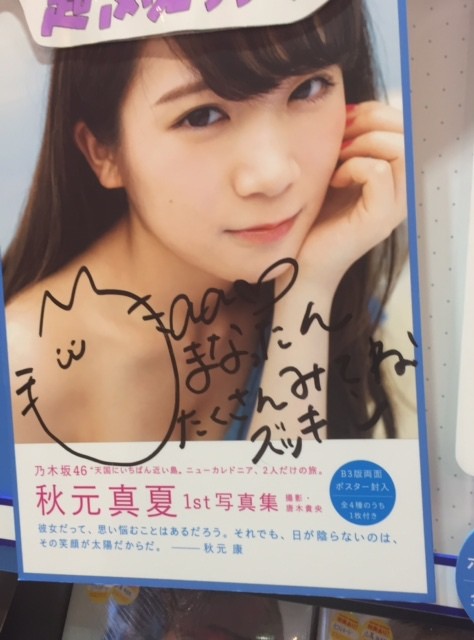 まなったん
たくさんみてね
ズッキ
乃木坂46 "天国にいちばん近い島。ニューカレドニア、2人だけの旅。
秋元真夏 1st写真集 撮影・唐木貴央
B3版両面
ポスター封入
全4種のうち
1枚付き
彼女だって、思い悩むことはあるだろう。それでも、日が陰らないのは、
その笑顔が太陽だからだ。 ——— 秋元 康